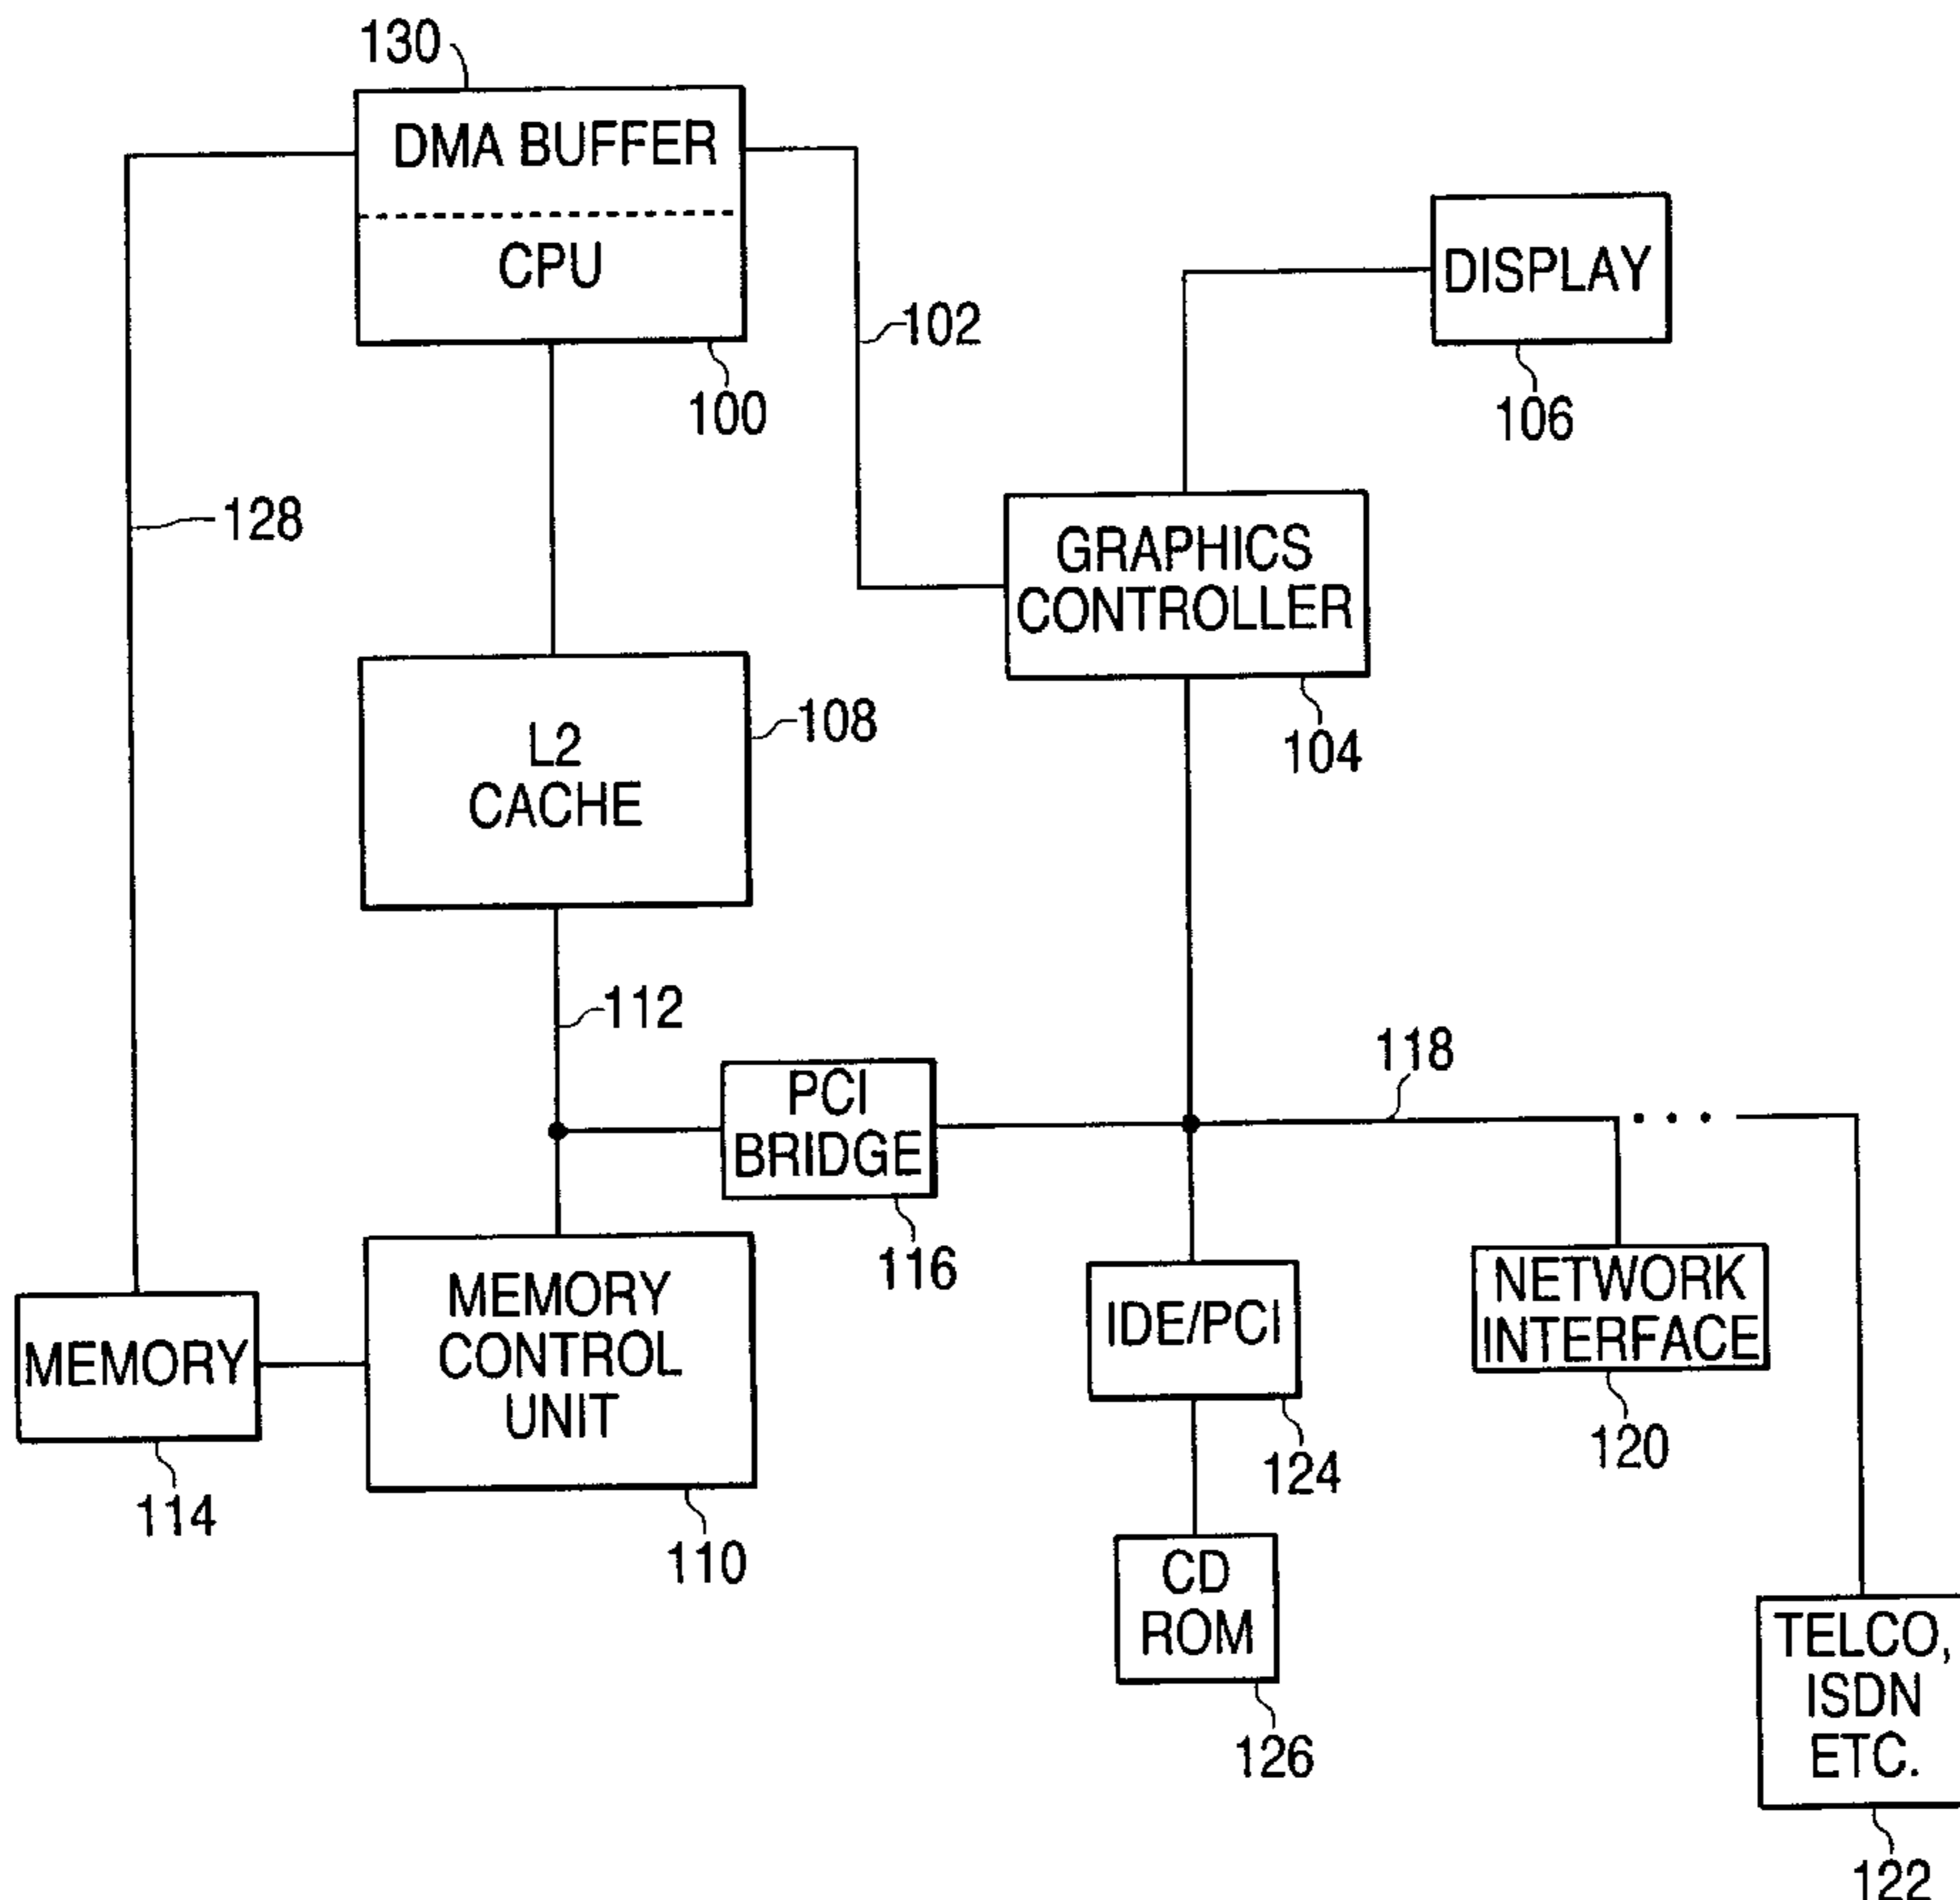 130
DMA BUFFER
CPU
102
100
DISPLAY
106
128
GRAPHICS
CONTROLLER
104
L2
CACHE
108
112
118
• • •
PCI
BRIDGE
116
MEMORY
CONTROL
UNIT
110
MEMORY
114
IDE/PCI
124
NETWORK
INTERFACE
120
CD
ROM
126
TELCO,
ISDN
ETC.
122